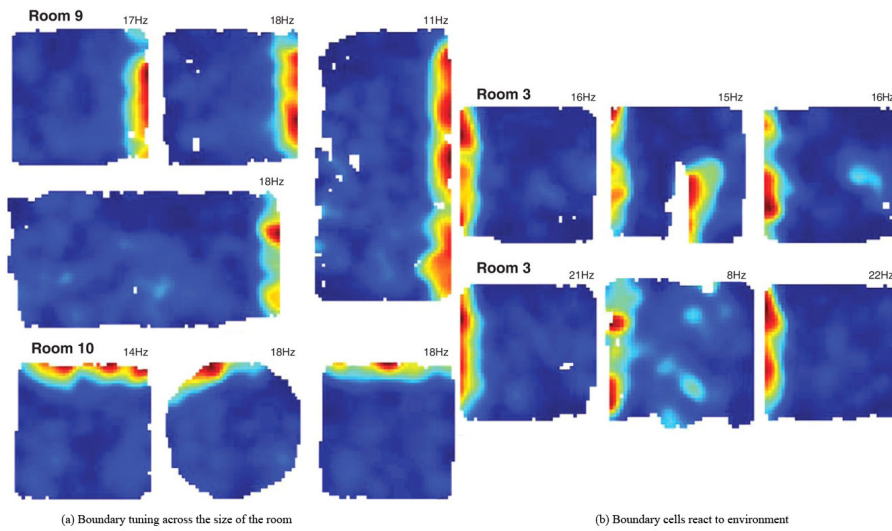 Room 9
17Hz
18Hz
11Hz
18Hz
Room 10
14Hz
18Hz
18Hz
(a) Boundary tuning across the size of the room
Room 3
16Hz
15Hz
16Hz
Room 3
21Hz
8Hz
22Hz
(b) Boundary cells react to environment